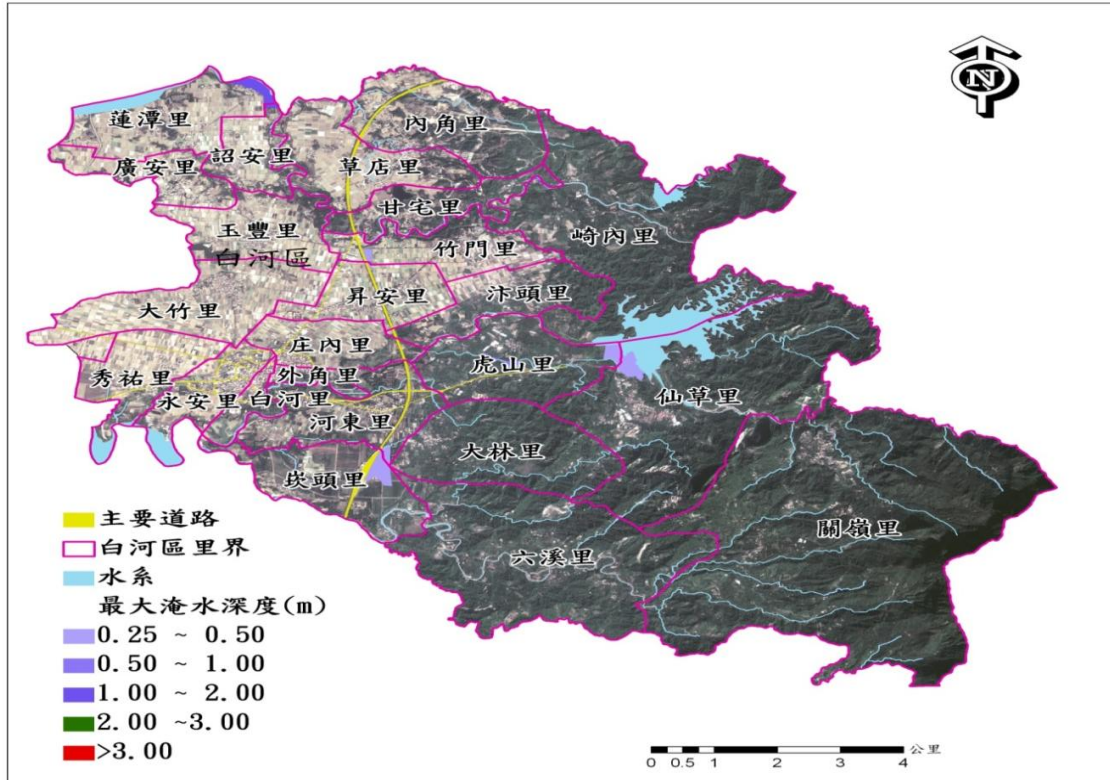 N
內角里
蓮潭里
詔安里
廣安里
草店里
甘宅里
玉豐里
竹門里
崎內里
白河區
昇安里
汴頭里
大竹里
庄內里
虎山里
外角里
秀祐里
仙草里
永安里
白河里
河東里
大林里
崁頭里
關嶺里
六溪里
主要道路
白河區里界
水系
最大淹水深度(m)
0.25 ~ 0.50
0.50 ~ 1.00
1.00 ~ 2.00
2.00 ~3.00
>3.00
公里
0 0.5 1 2 3 4